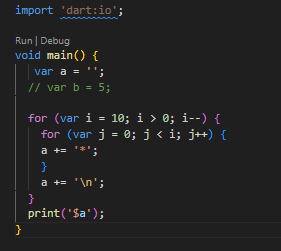 import 'dart:io';
Run | Debug
void main() {
var a = '';
// var b = 5;
for (var i = 10; i > 0; i--) {
for (var j = 0; j < i; j++) {
a += '*';
}
a += '\n';
}
print('$a');
}